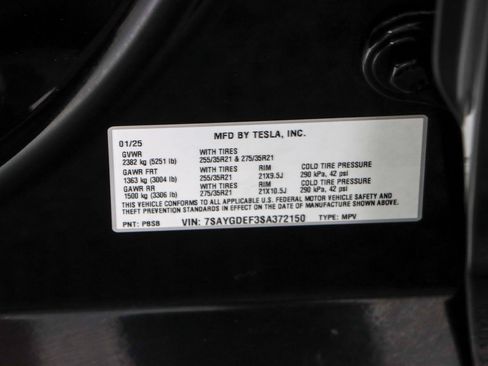 MFD BY TESLA, INC.
01/25
GVWR WITH TIRES
2382 kg (5251 lb) 255/35R21 & 275/35R21
GAWR FRT WITH TIRES RIM COLD TIRE PRESSURE
1363 kg (3004 lb) 255/35R21 21X9.5J 290 kPa, 42 psi
GAWR RR WITH TIRES RIM COLD TIRE PRESSURE
1500 kg (3306 lb) 275/35R21 21X10.5J 290 kPa, 42 psi
THIS VEHICLE CONFORMS TO ALL APPLICABLE U.S. FEDERAL MOTOR VEHICLE SAFETY AND
THEFT PREVENTION STANDARDS IN EFFECT ON THE DATE OF MANUFACTURE SHOWN ABOVE.
PNT: PBSB VIN: 7SAYGDEF3SA372150 TYPE: MPV